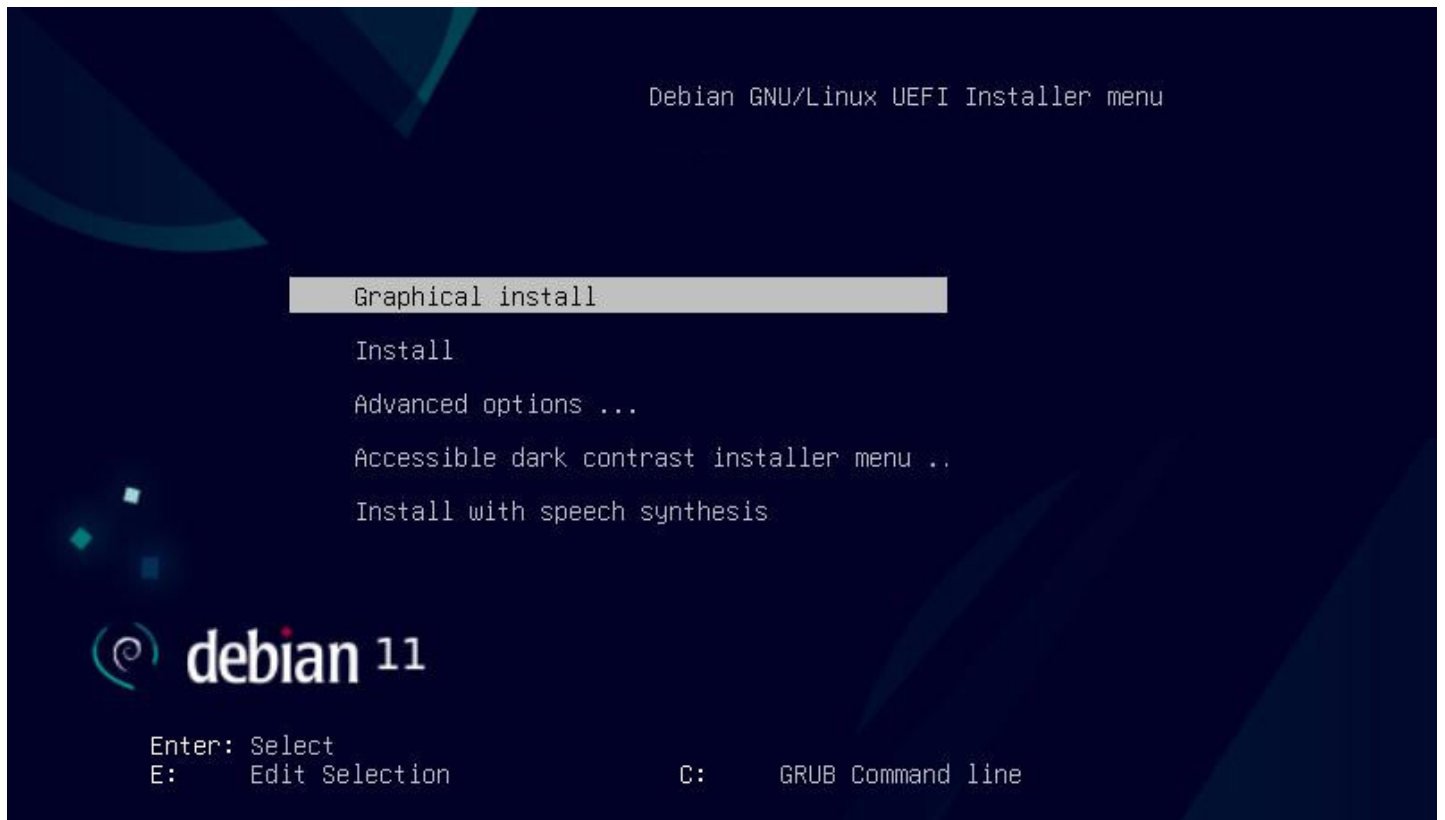 Debian GNU/Linux UEFI Installer menu
Graphical install
Install
Advanced options ...
Accessible dark contrast installer menu ..
Install with speech synthesis
debian 11
Enter: Select
E: Edit Selection C: GRUB Command line